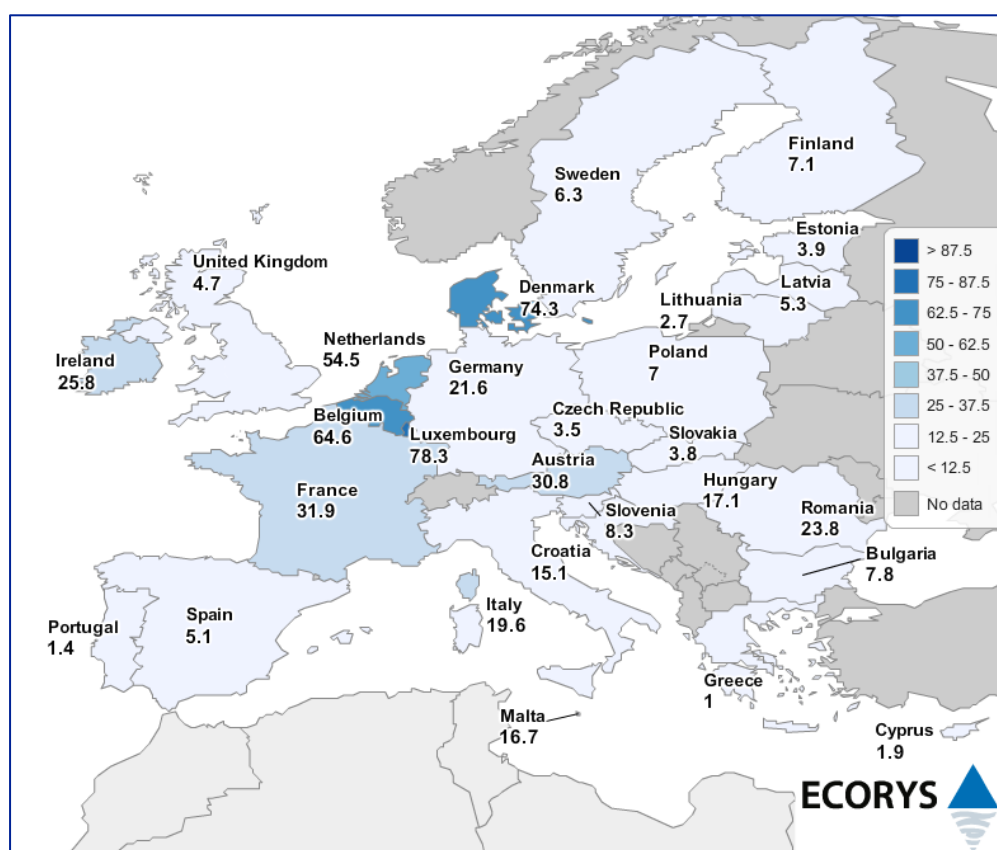 Finland
7.1
Sweden
6.3
Estonia
3.9
United Kingdom
4.7
Latvia
5.3
Denmark
74.3
Lithuania
2.7
Netherlands
54.5
Ireland
25.8
Germany
21.6
Poland
7
Belgium
64.6
Luxembourg
78.3
Czech Republic
3.5
Slovakia
3.8
Austria
30.8
Hungary
17.1
France
31.9
Slovenia
8.3
Romania
23.8
Croatia
15.1
Bulgaria
7.8
Portugal
1.4
Spain
5.1
Italy
19.6
Greece
1
Malta
16.7
Cyprus
1.9
> 87.5
75 - 87.5
62.5 - 75
50 - 62.5
37.5 - 50
25 - 37.5
12.5 - 25
< 12.5
No data
ECORYS